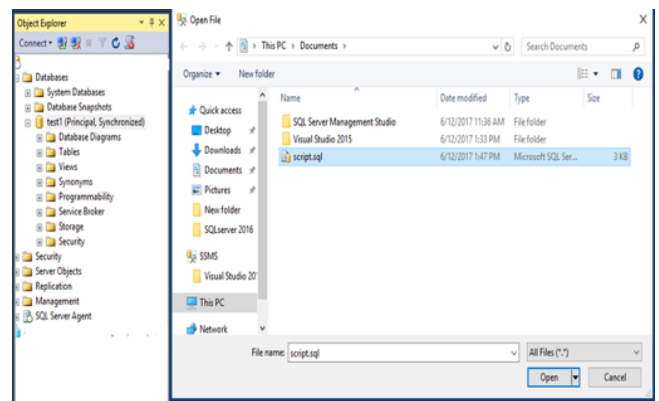 Object Explorer
Connect
Databases
System Databases
Database Snapshots
test1 (Principal, Synchronized)
Database Diagrams
Tables
Views
Synonyms
Programmability
Service Broker
Storage
Security
Security
Server Objects
Replication
Management
SQL Server Agent
Open File
This PC > Documents >
Search Documents
Organize
New folder
Quick access
Desktop
Downloads
Documents
Pictures
New folder
SQLserver 2016
SSMS
Visual Studio 20
This PC
Network
Name Date modified Type Size
SQL Server Management Studio 6/12/2017 11:36 AM File folder
Visual Studio 2015 6/12/2017 1:33 PM File folder
script.sql 6/12/2017 1:47 PM Microsoft SQL Ser... 3 KB
File name: script.sql
All Files (*.*)
Open
Cancel